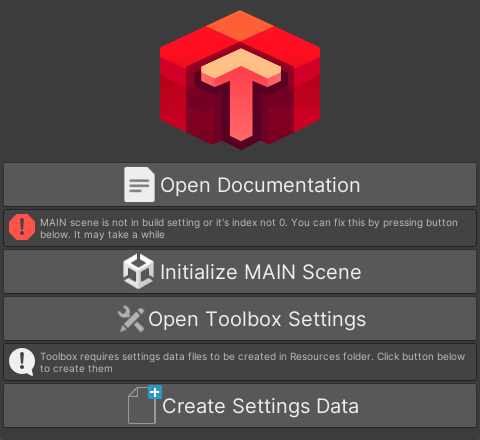 Open Documentation
MAIN scene is not in build setting or it's index not 0. You can fix this by pressing button
below. It may take a while
Initialize MAIN Scene
Open Toolbox Settings
Toolbox requires settings data files to be created in Resources folder. Click button below
to create them
Create Settings Data